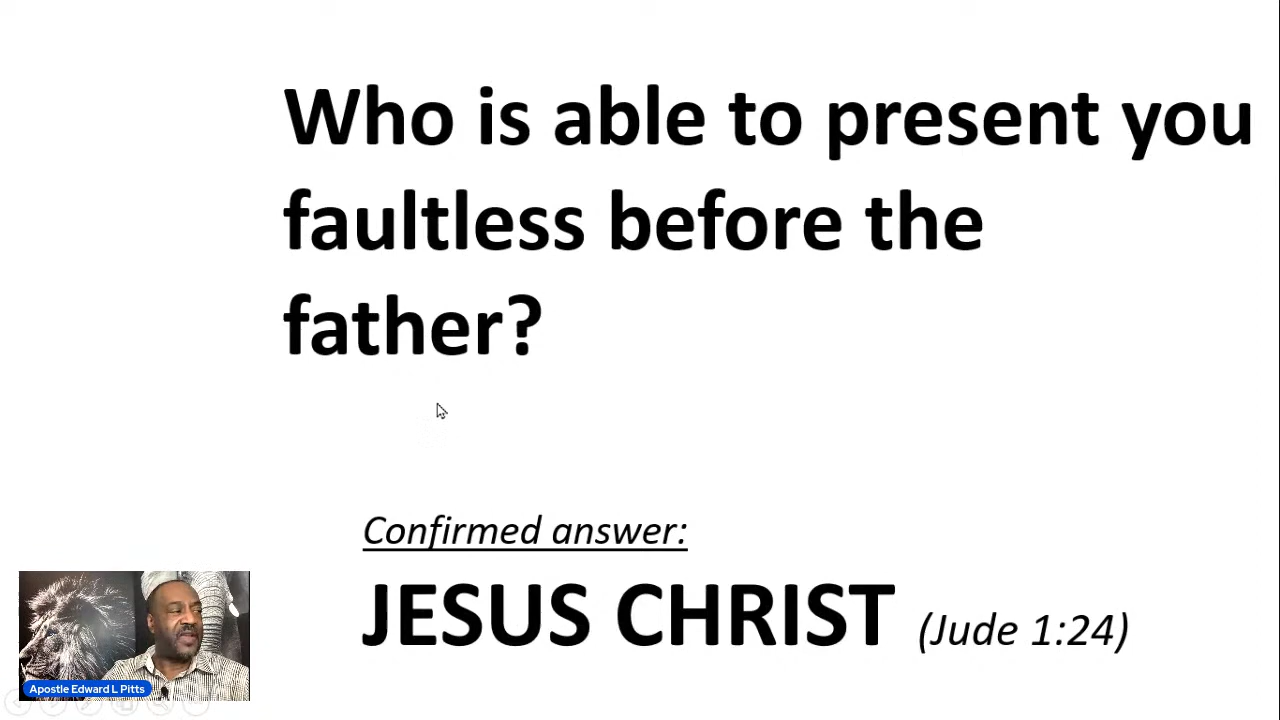 Who is able to present you
faultless before the
father?
Confirmed answer:
JESUS CHRIST (Jude 1:24)
Apostle Edward L Pitts